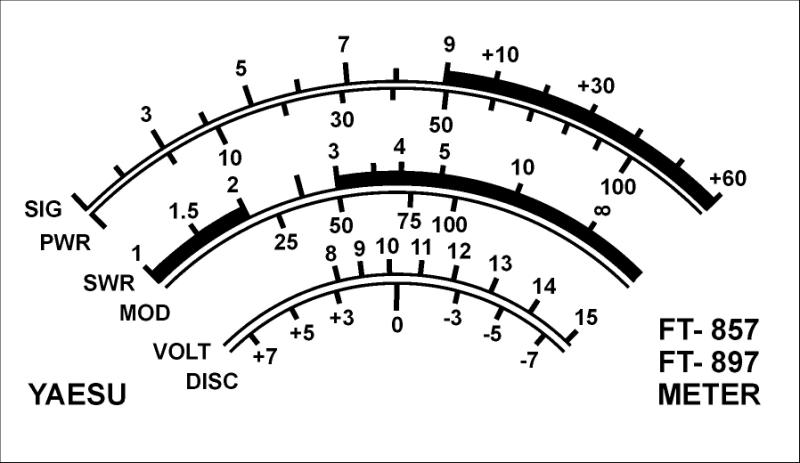 SIG 3 5 7 9 +10 +30 +60
PWR 10 30 50 100
SWR 1 1.5 2 3 4 5 10 ∞
MOD 25 50 75 100
VOLT 8 9 10 11 12 13 14 15
DISC +7 +5 +3 0 -3 -5 -7
YAESU
FT- 857
FT- 897
METER